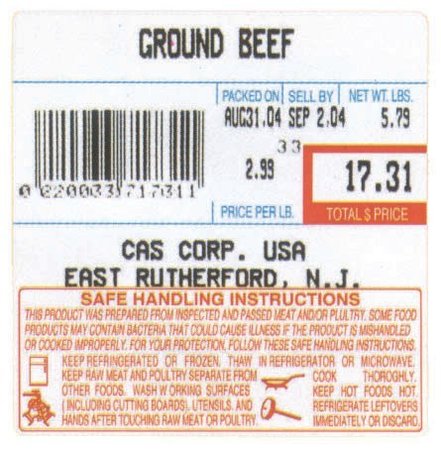 GROUND BEEF
PACKED ON SELL BY NET WT. LBS.
AUG31.04 SEP 2.04 5.79
33
2.99 17.31
PRICE PER LB. TOTAL $ PRICE
CAS CORP. USA
EAST RUTHERFORD, N.J.
SAFE HANDLING INSTRUCTIONS
THIS PRODUCT WAS PREPARED FROM INSPECTED AND PASSED MEAT AND/OR PLULTRY. SOME FOOD
PRODUCTS MAY CONTAIN BACTERIA THAT COULD CAUSE ILLNESS IF THE PRODUCT IS MISHANDLED
OR COOKED IMPROPERLY. FOR YOUR PROTECTION, FOLLOW THESE SAFE HANDLING INSTRUCTIONS.
KEEP REFRINGERATED OR FROZEN. THAW IN REFRIGERATOR OR MICROWAVE.
KEEP RAW MEAT AND POULTRY SEPARATE FROM COOK THOROGHLY.
OTHER FOODS. WASH W ORKING SURFACES KEEP HOT FOODS HOT.
( INCLUDING CUTTING BOARDS), UTENSILS, AND REFRIGERATE LEFTOVERS
HANDS AFTER TOUCHING RAW MEAT OR POULTRY. IMMEDIATELY OR DISCARD.